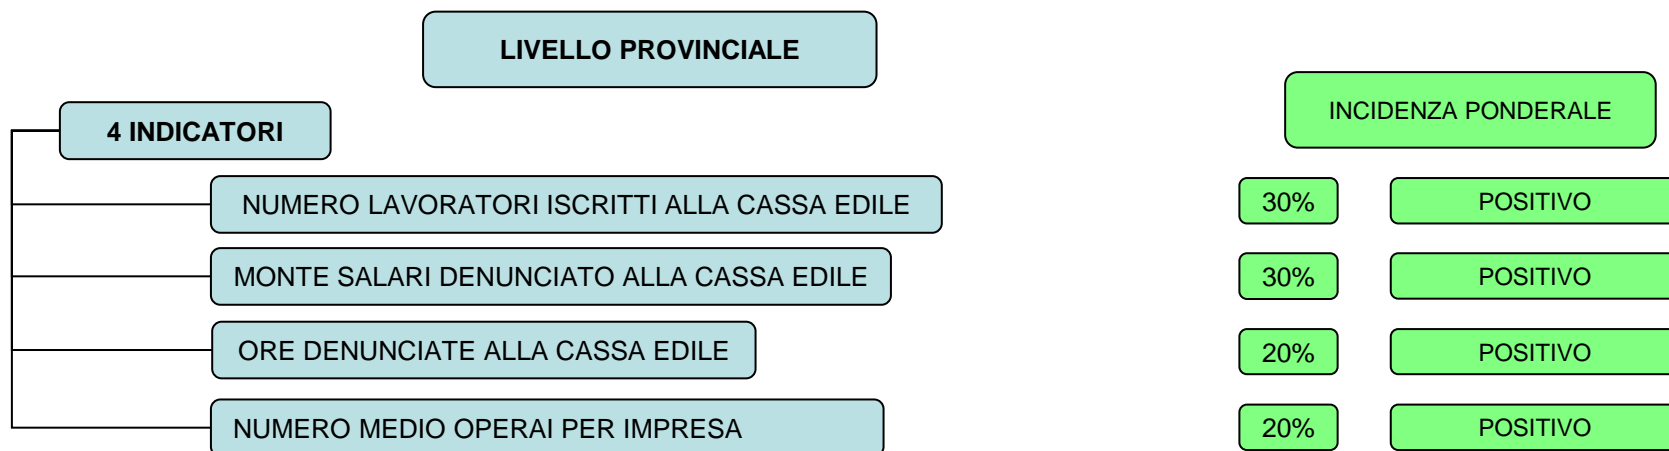 LIVELLO PROVINCIALE
INCIDENZA PONDERALE
4 INDICATORI
NUMERO LAVORATORI ISCRITTI ALLA CASSA EDILE
30%
POSITIVO
MONTE SALARI DENUNCIATO ALLA CASSA EDILE
30%
POSITIVO
ORE DENUNCIATE ALLA CASSA EDILE
20%
POSITIVO
NUMERO MEDIO OPERAI PER IMPRESA
20%
POSITIVO